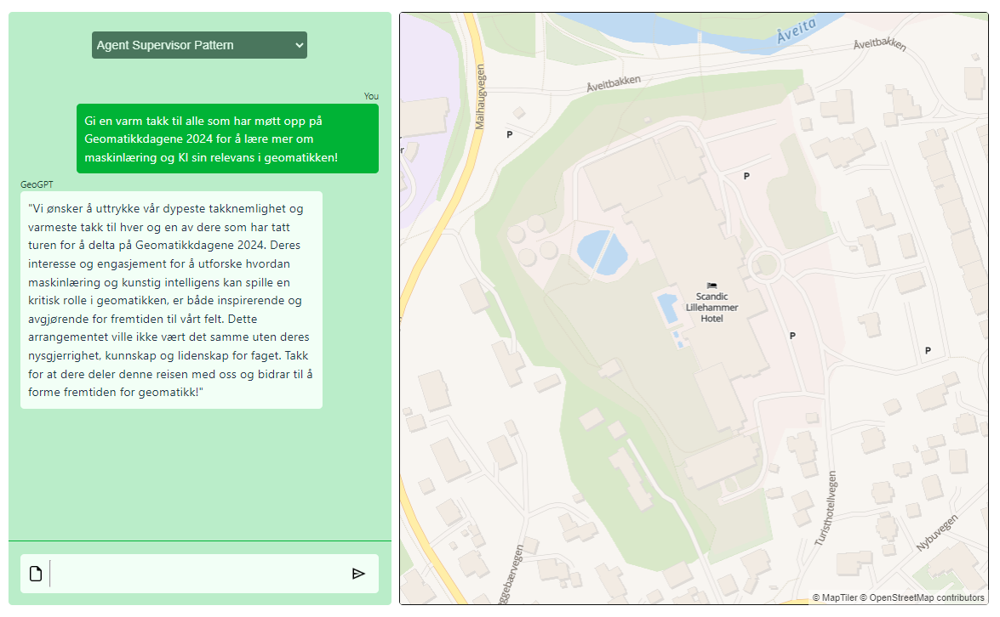 Agent Supervisor Pattern
You
Gi en varm takk til alle som har møtt opp på
Geomatikkdagene 2024 for å lære mer om
maskinlæring og KI sin relevans i geomatikken!
GeoGPT
"Vi ønsker å uttrykke vår dypeste takknemlighet og
varmeste takk til hver og en av dere som har tatt
turen for å delta på Geomatikkdagene 2024. Deres
interesse og engasjement for å utforske hvordan
maskinlæring og kunstig intelligens kan spille en
kritisk rolle i geomatikken, er både inspirerende og
avgjørende for fremtiden til vårt felt. Dette
arrangementet ville ikke vært det samme uten deres
nysgjerrighet, kunnskap og lidenskap for faget. Takk
for at dere deler denne reisen med oss og bidrar til å
forme fremtiden for geomatikk!"
Åveita
Åveitbakken
Åveitbakken
Maihaugvegen
P
P
Scandic
Lillehammer
Hotel
P
P
Turisthotellvegen
Nybuvegen
© MapTiler © OpenStreetMap contributors